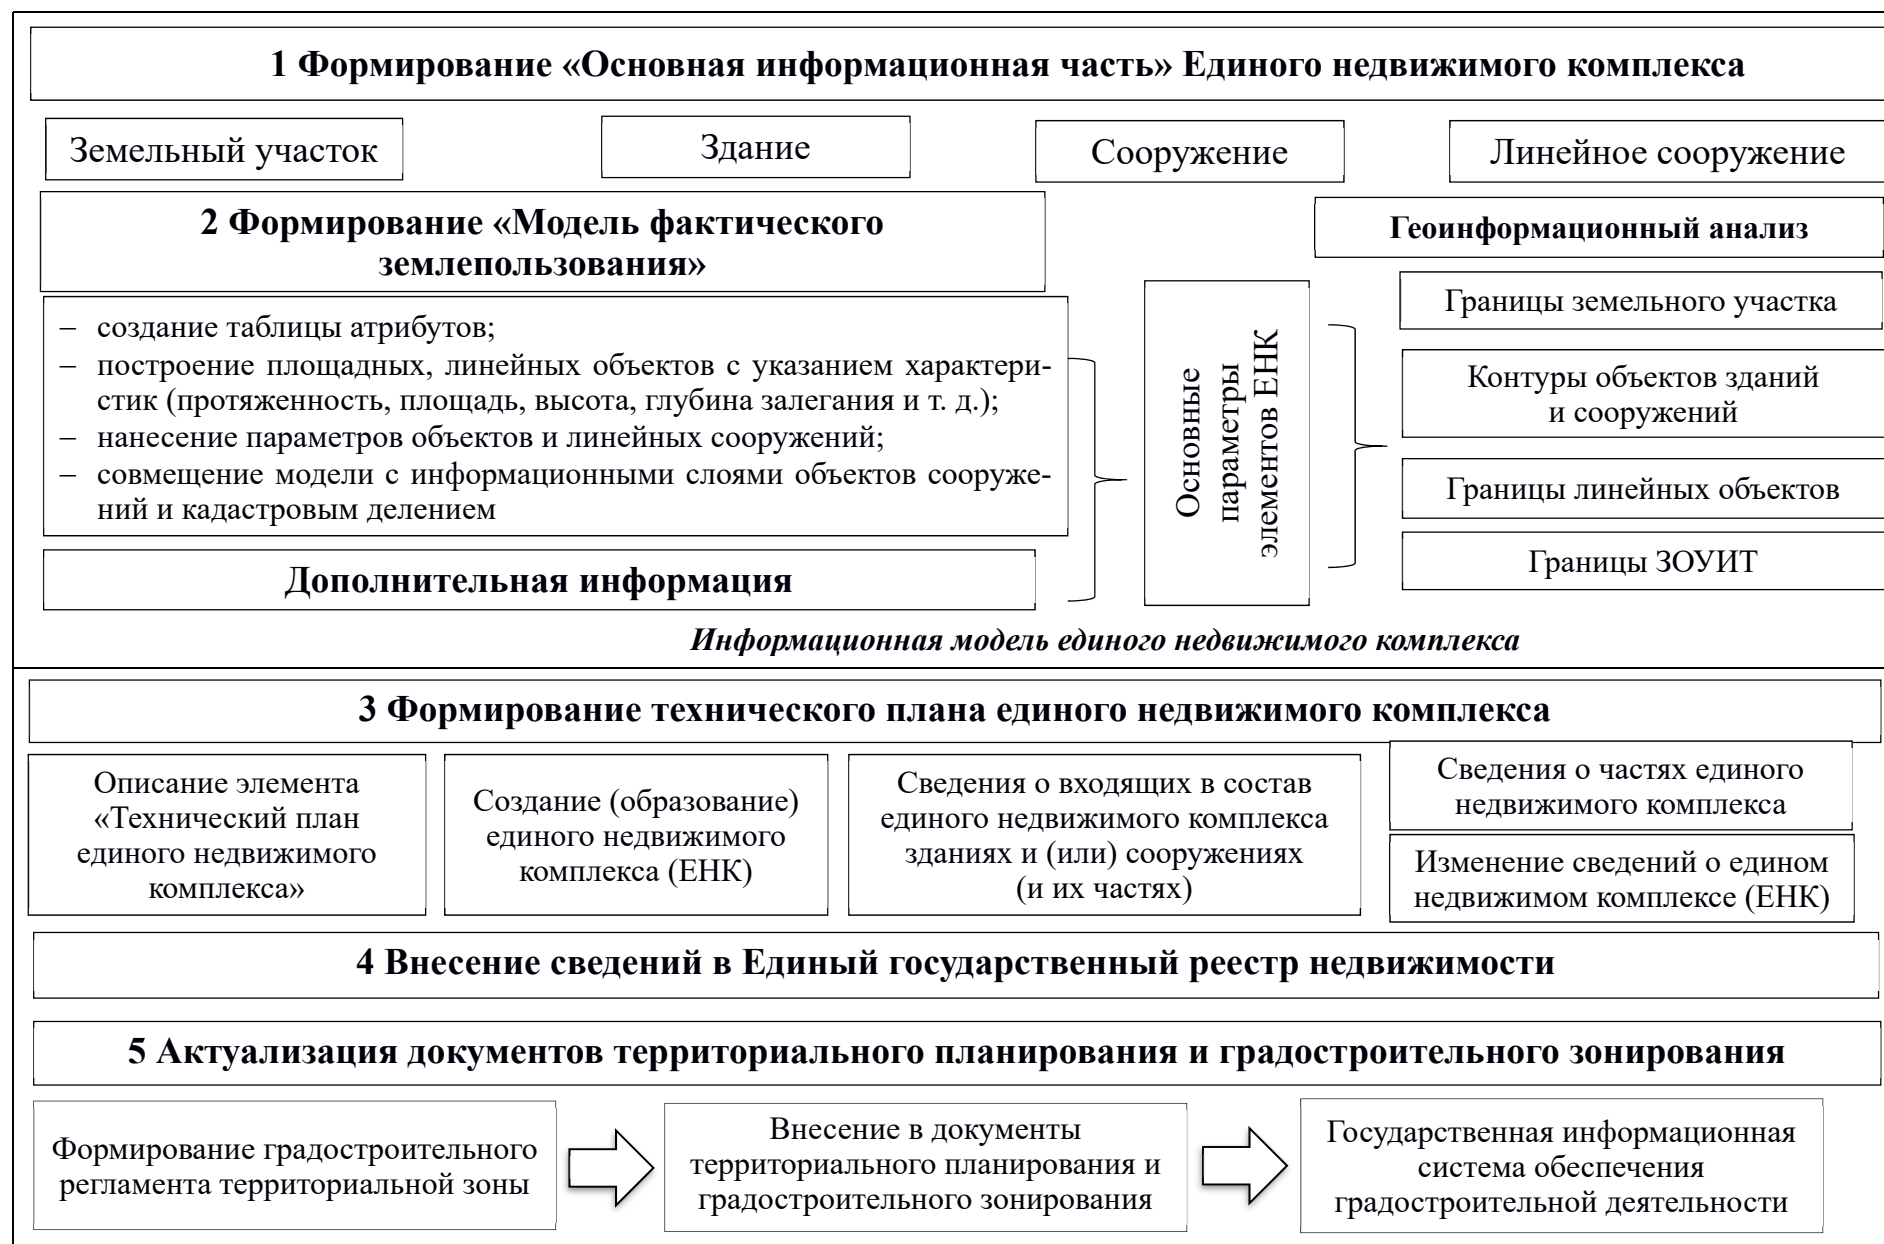 1 Формирование «Основная информационная часть» Единого недвижимого комплекса
Земельный участок
Здание
Сооружение
Линейное сооружение
2 Формирование «Модель фактического
землепользования»
– создание таблицы атрибутов;
– построение площадных, линейных объектов с указанием характери-
стик (протяженность, площадь, высота, глубина залегания и т. д.);
– нанесение параметров объектов и линейных сооружений;
– совмещение модели с информационными слоями объектов сооруже-
ний и кадастровым делением
Дополнительная информация
Основные
параметры
элементов ЕНК
Геоинформационный анализ
Границы земельного участка
Контуры объектов зданий
и сооружений
Границы линейных объектов
Границы ЗОУИТ
Информационная модель единого недвижимого комплекса
3 Формирование технического плана единого недвижимого комплекса
Описание элемента
«Технический план
единого недвижимого
комплекса»
Создание (образование)
единого недвижимого
комплекса (ЕНК)
Сведения о входящих в состав
единого недвижимого комплекса
зданиях и (или) сооружениях
(и их частях)
Сведения о частях единого
недвижимого комплекса
Изменение сведений о едином
недвижимом комплексе (ЕНК)
4 Внесение сведений в Единый государственный реестр недвижимости
5 Актуализация документов территориального планирования и градостроительного зонирования
Формирование градостроительного
регламента территориальной зоны
Внесение в документы
территориального планирования и
градостроительного зонирования
Государственная информационная
система обеспечения
градостроительной деятельности